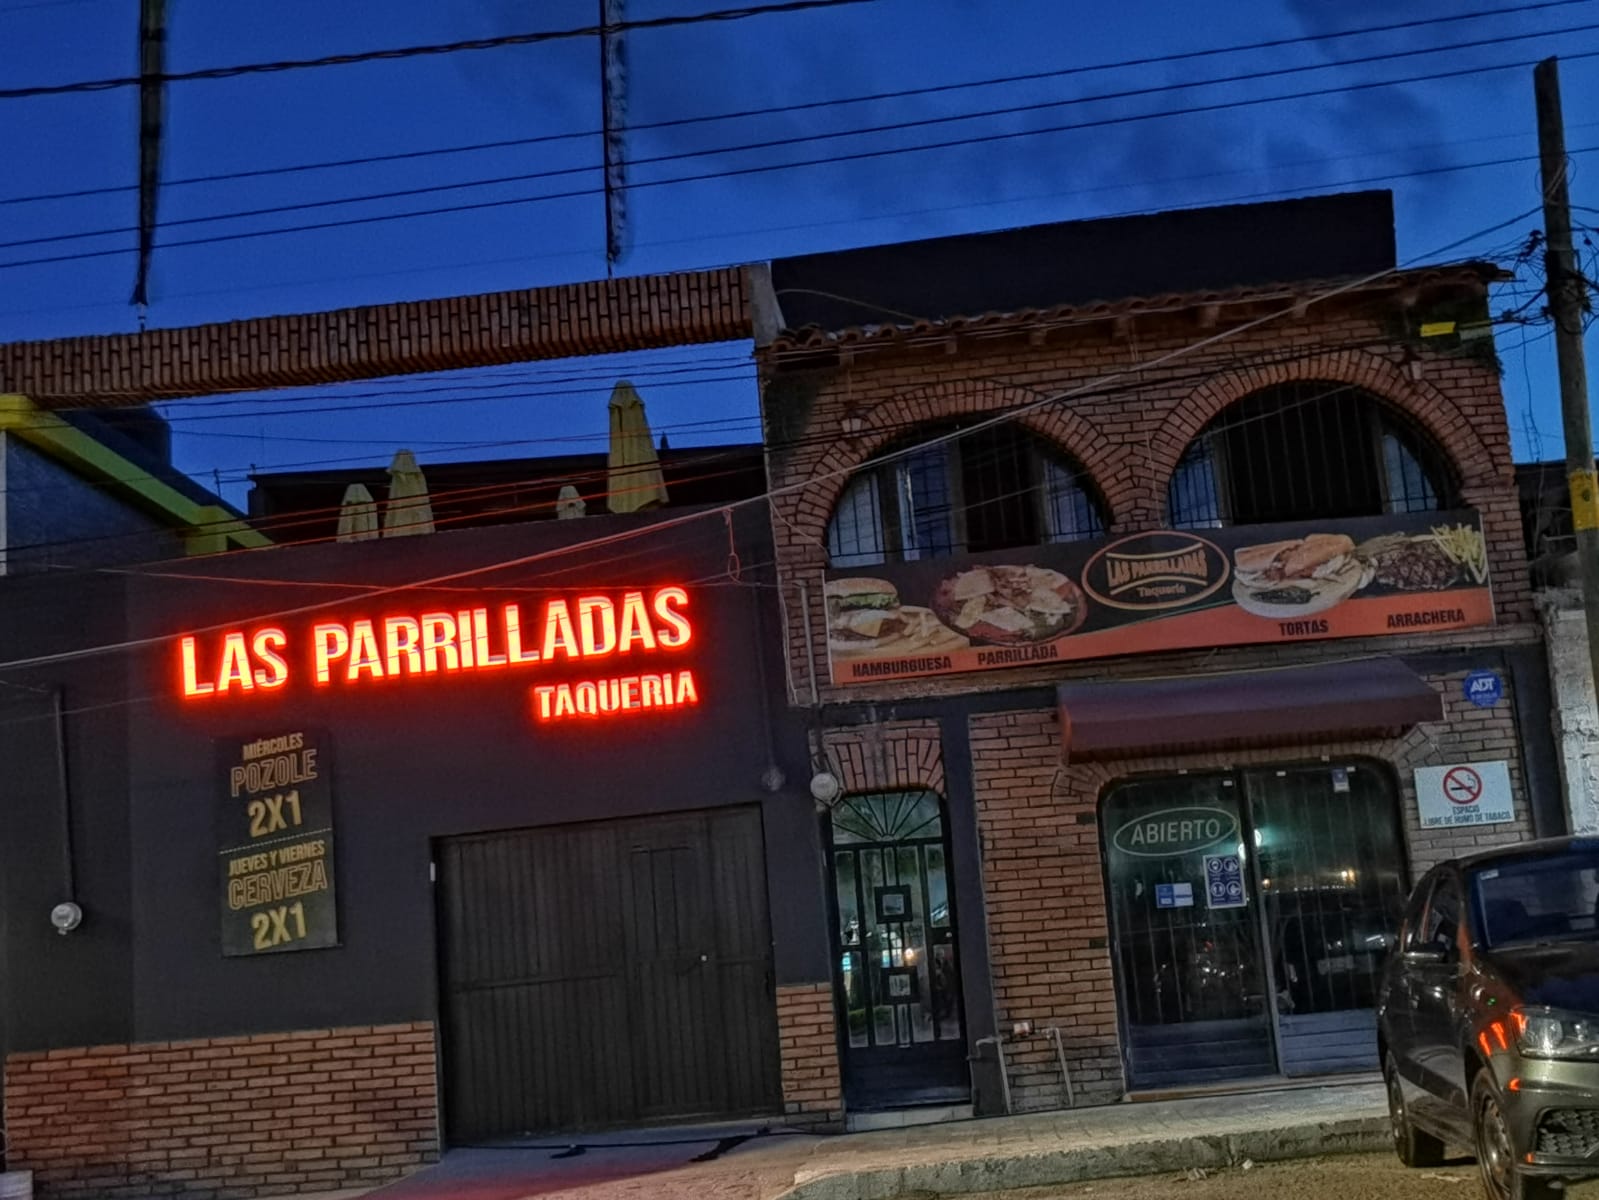 LAS PARRILLADAS
TAQUERIA
MIÉRCOLES
POZOLE
2X1
JUEVES Y VIERNES
CERVEZA
2X1
LAS PARRILLADAS
Taqueria
HAMBURGUESA
PARRILLADA
TORTAS
ARRACHERA
ADT
ABIERTO
ESPACIO
LIBRE DE HUMO DE TABACO